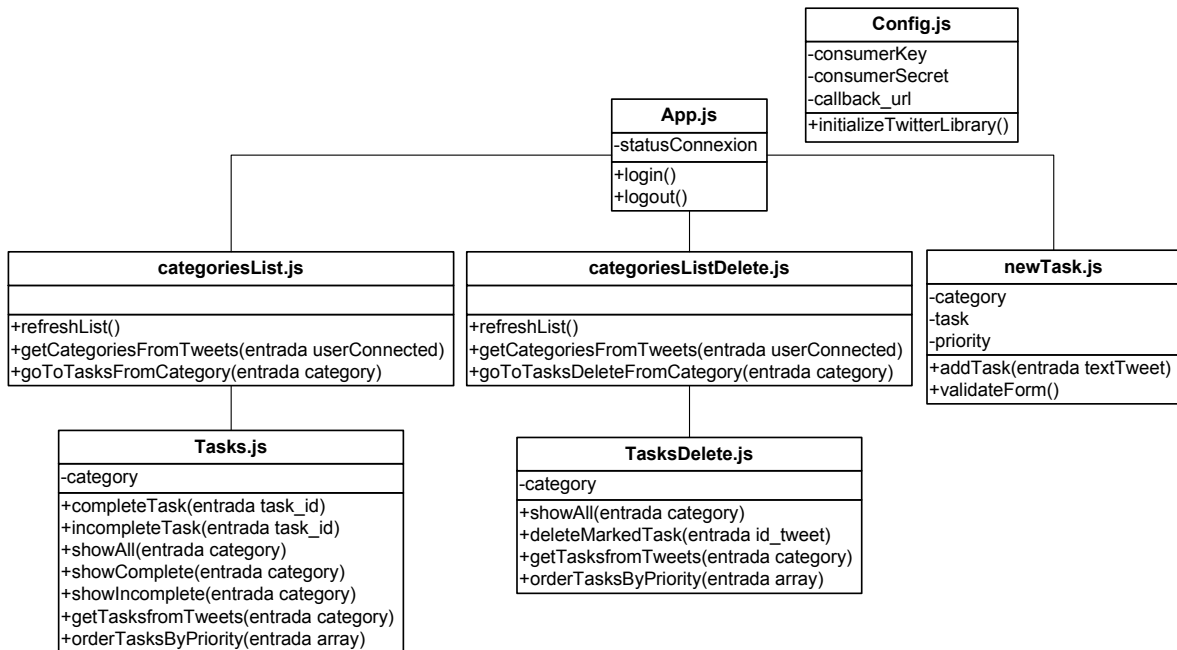 Config.js
-consumerKey
-consumerSecret
-callback_url
+initializeTwitterLibrary()
App.js
-statusConnexion
+login()
+logout()
categoriesList.js
+refreshList()
+getCategoriesFromTweets(entrada userConnected)
+goToTasksFromCategory(entrada category)
categoriesListDelete.js
+refreshList()
+getCategoriesFromTweets(entrada userConnected)
+goToTasksDeleteFromCategory(entrada category)
newTask.js
-category
-task
-priority
+addTask(entrada textTweet)
+validateForm()
Tasks.js
-category
+completeTask(entrada task_id)
+incompleteTask(entrada task_id)
+showAll(entrada category)
+showComplete(entrada category)
+showIncomplete(entrada category)
+getTasksfromTweets(entrada category)
+orderTasksByPriority(entrada array)
TasksDelete.js
-category
+showAll(entrada category)
+deleteMarkedTask(entrada id_tweet)
+getTasksfromTweets(entrada category)
+orderTasksByPriority(entrada array)